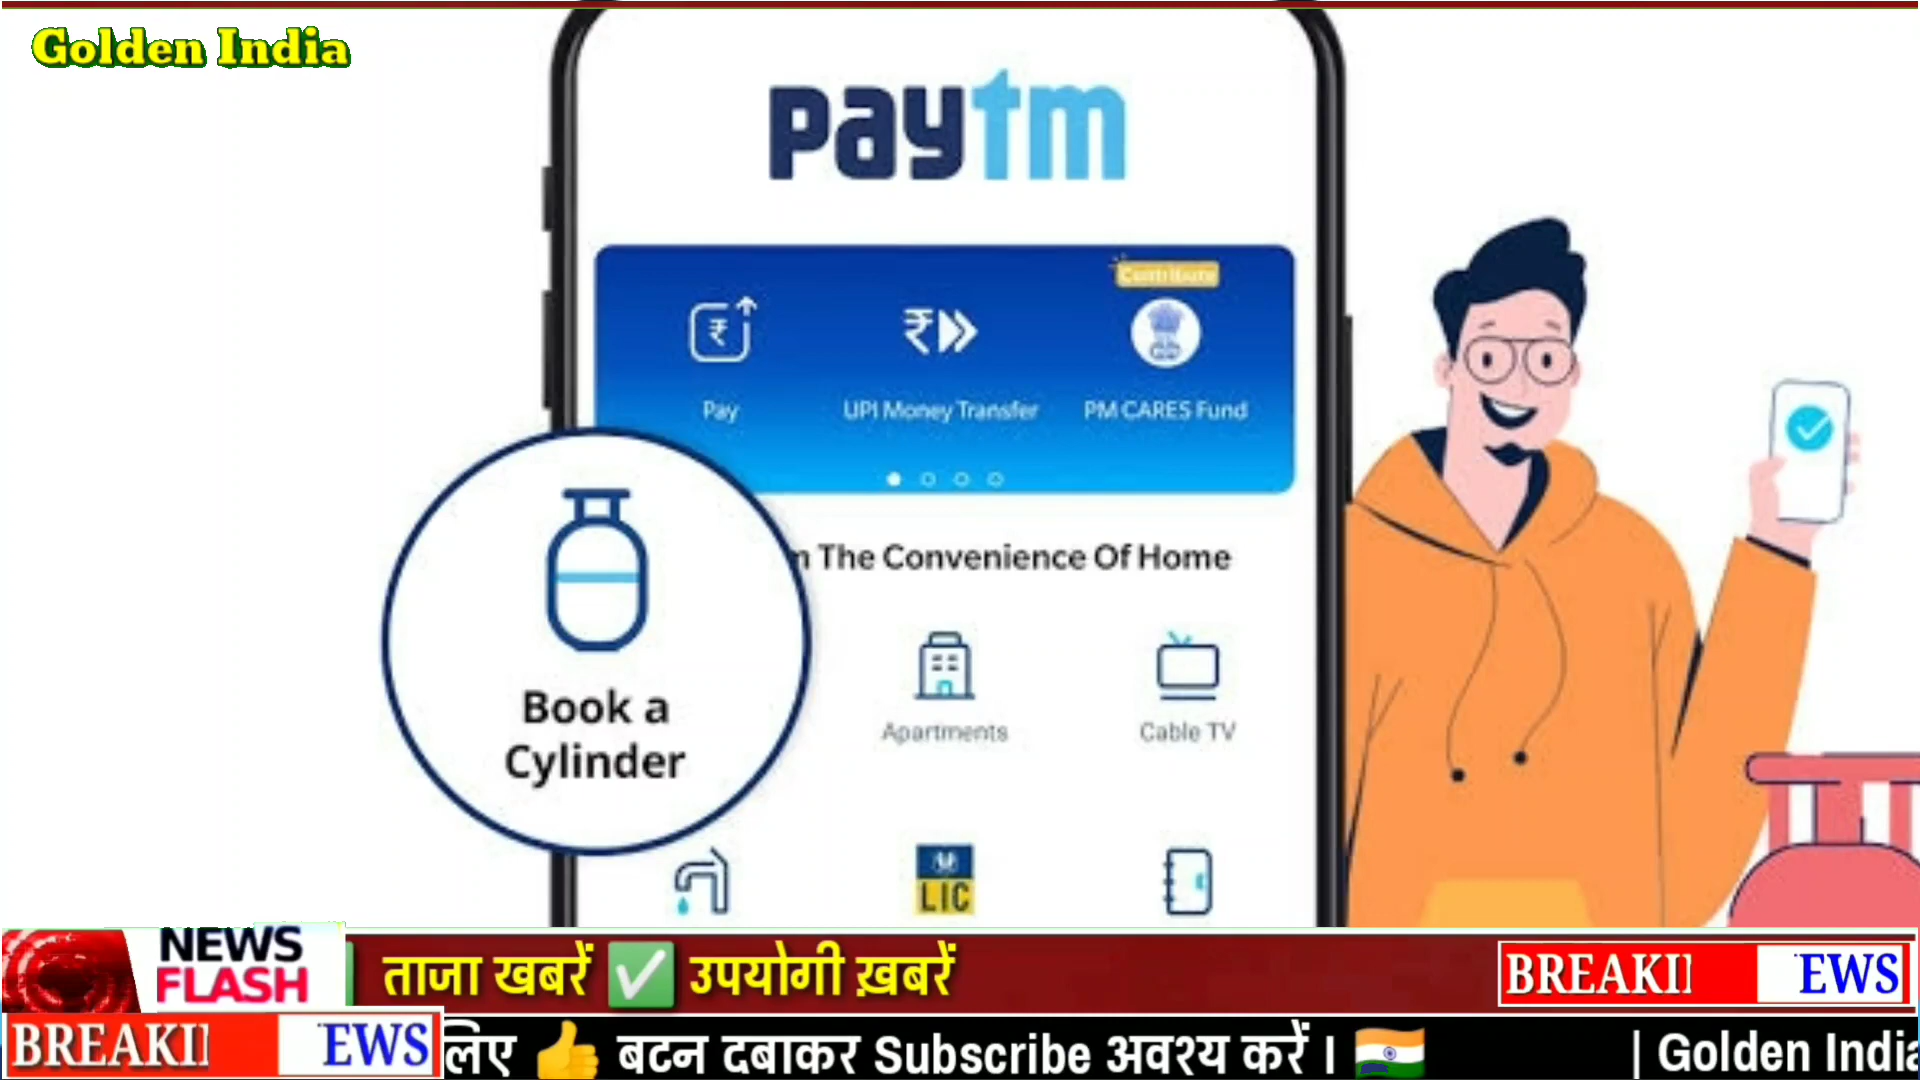 Golden India
paytm
Contribute
Pay
UPI Money Transfer
PM CARES Fund
The Convenience Of Home
Book a
Cylinder
Apartments
Cable TV
LIC
NEWS
FLASH
ताजा खबरें ✅ उपयोगी ख़बरें
BREAKI
EWS
BREAKI
EWS
लिए 👍 बटन दबाकर Subscribe अवश्य करें । 🇮🇳 | Golden India